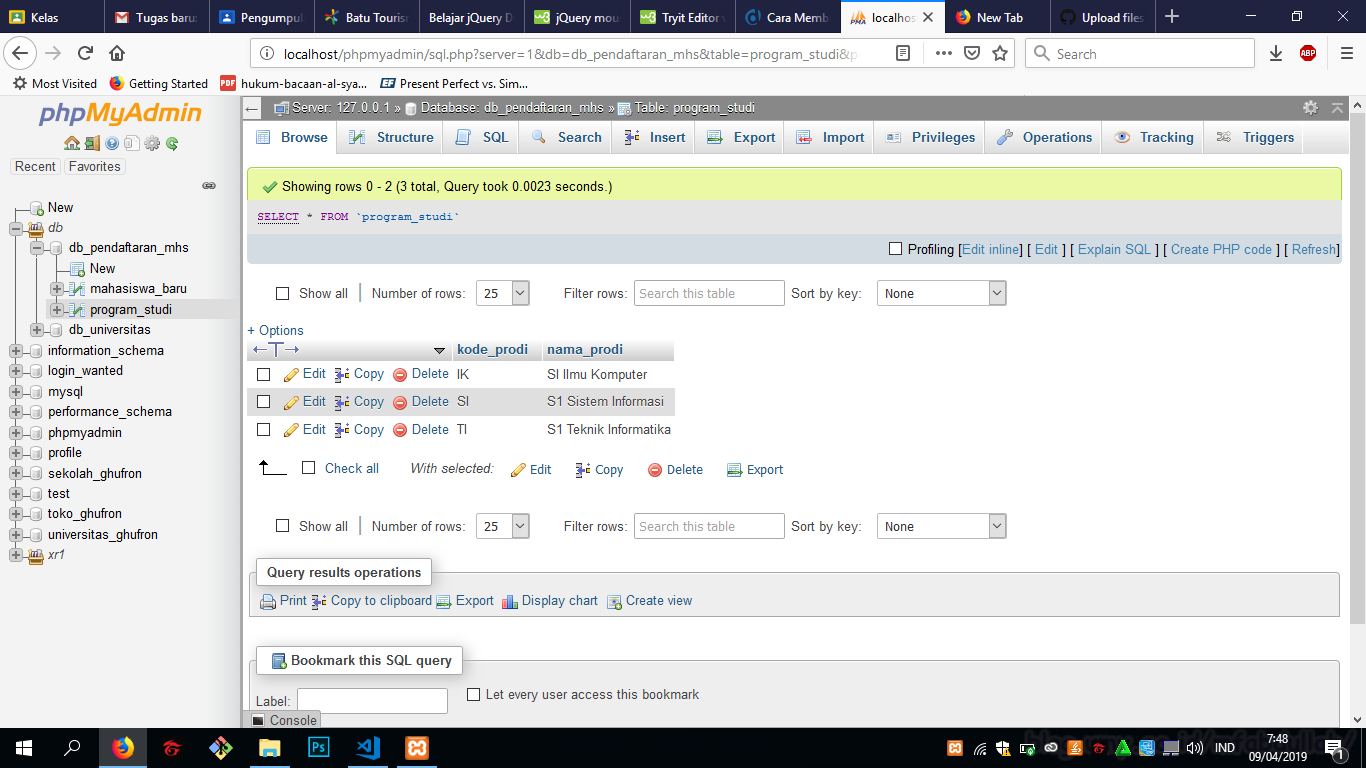 Kelas
Tugas baru:
Pengumpul
Batu Tourism
Belajar jQuery D
jQuery mou
Tryit Editor v
Cara Memb
localhos
New Tab
Upload files
localhost/phpmyadmin/sql.php?server=1&db=db_pendaftaran_mhs&table=program_studi&p
Search
ABP
Most Visited
Getting Started
PDF
hukum-bacaan-al-sya...
EP
Present Perfect vs. Sim...
phpMyAdmin
Recent
Favorites
New
db
db_pendaftaran_mhs
New
mahasiswa_baru
program_studi
db_universitas
information_schema
login_wanted
mysql
performance_schema
phpmyadmin
profile
sekolah_ghufron
test
toko_ghufron
universitas_ghufron
xr1
Server: 127.0.0.1 » Database: db_pendaftaran_mhs » Table: program_studi
Browse Structure SQL Search Insert Export Import Privileges Operations Tracking Triggers
Showing rows 0 - 2 (3 total, Query took 0.0023 seconds.)
SELECT * FROM `program_studi`
Profiling [Edit inline] [ Edit ] [ Explain SQL ] [ Create PHP code ] [ Refresh]
Show all | Number of rows: 25 Filter rows: Search this table Sort by key: None
+ Options
←T→ kode_prodi nama_prodi
Edit Copy Delete IK SI Ilmu Komputer
Edit Copy Delete SI S1 Sistem Informasi
Edit Copy Delete TI S1 Teknik Informatika
Check all With selected: Edit Copy Delete Export
Show all | Number of rows: 25 Filter rows: Search this table Sort by key: None
Query results operations
Print Copy to clipboard Export Display chart Create view
Bookmark this SQL query
Label: Let every user access this bookmark
Console
Ps
IND
7:48
09/04/2019
1